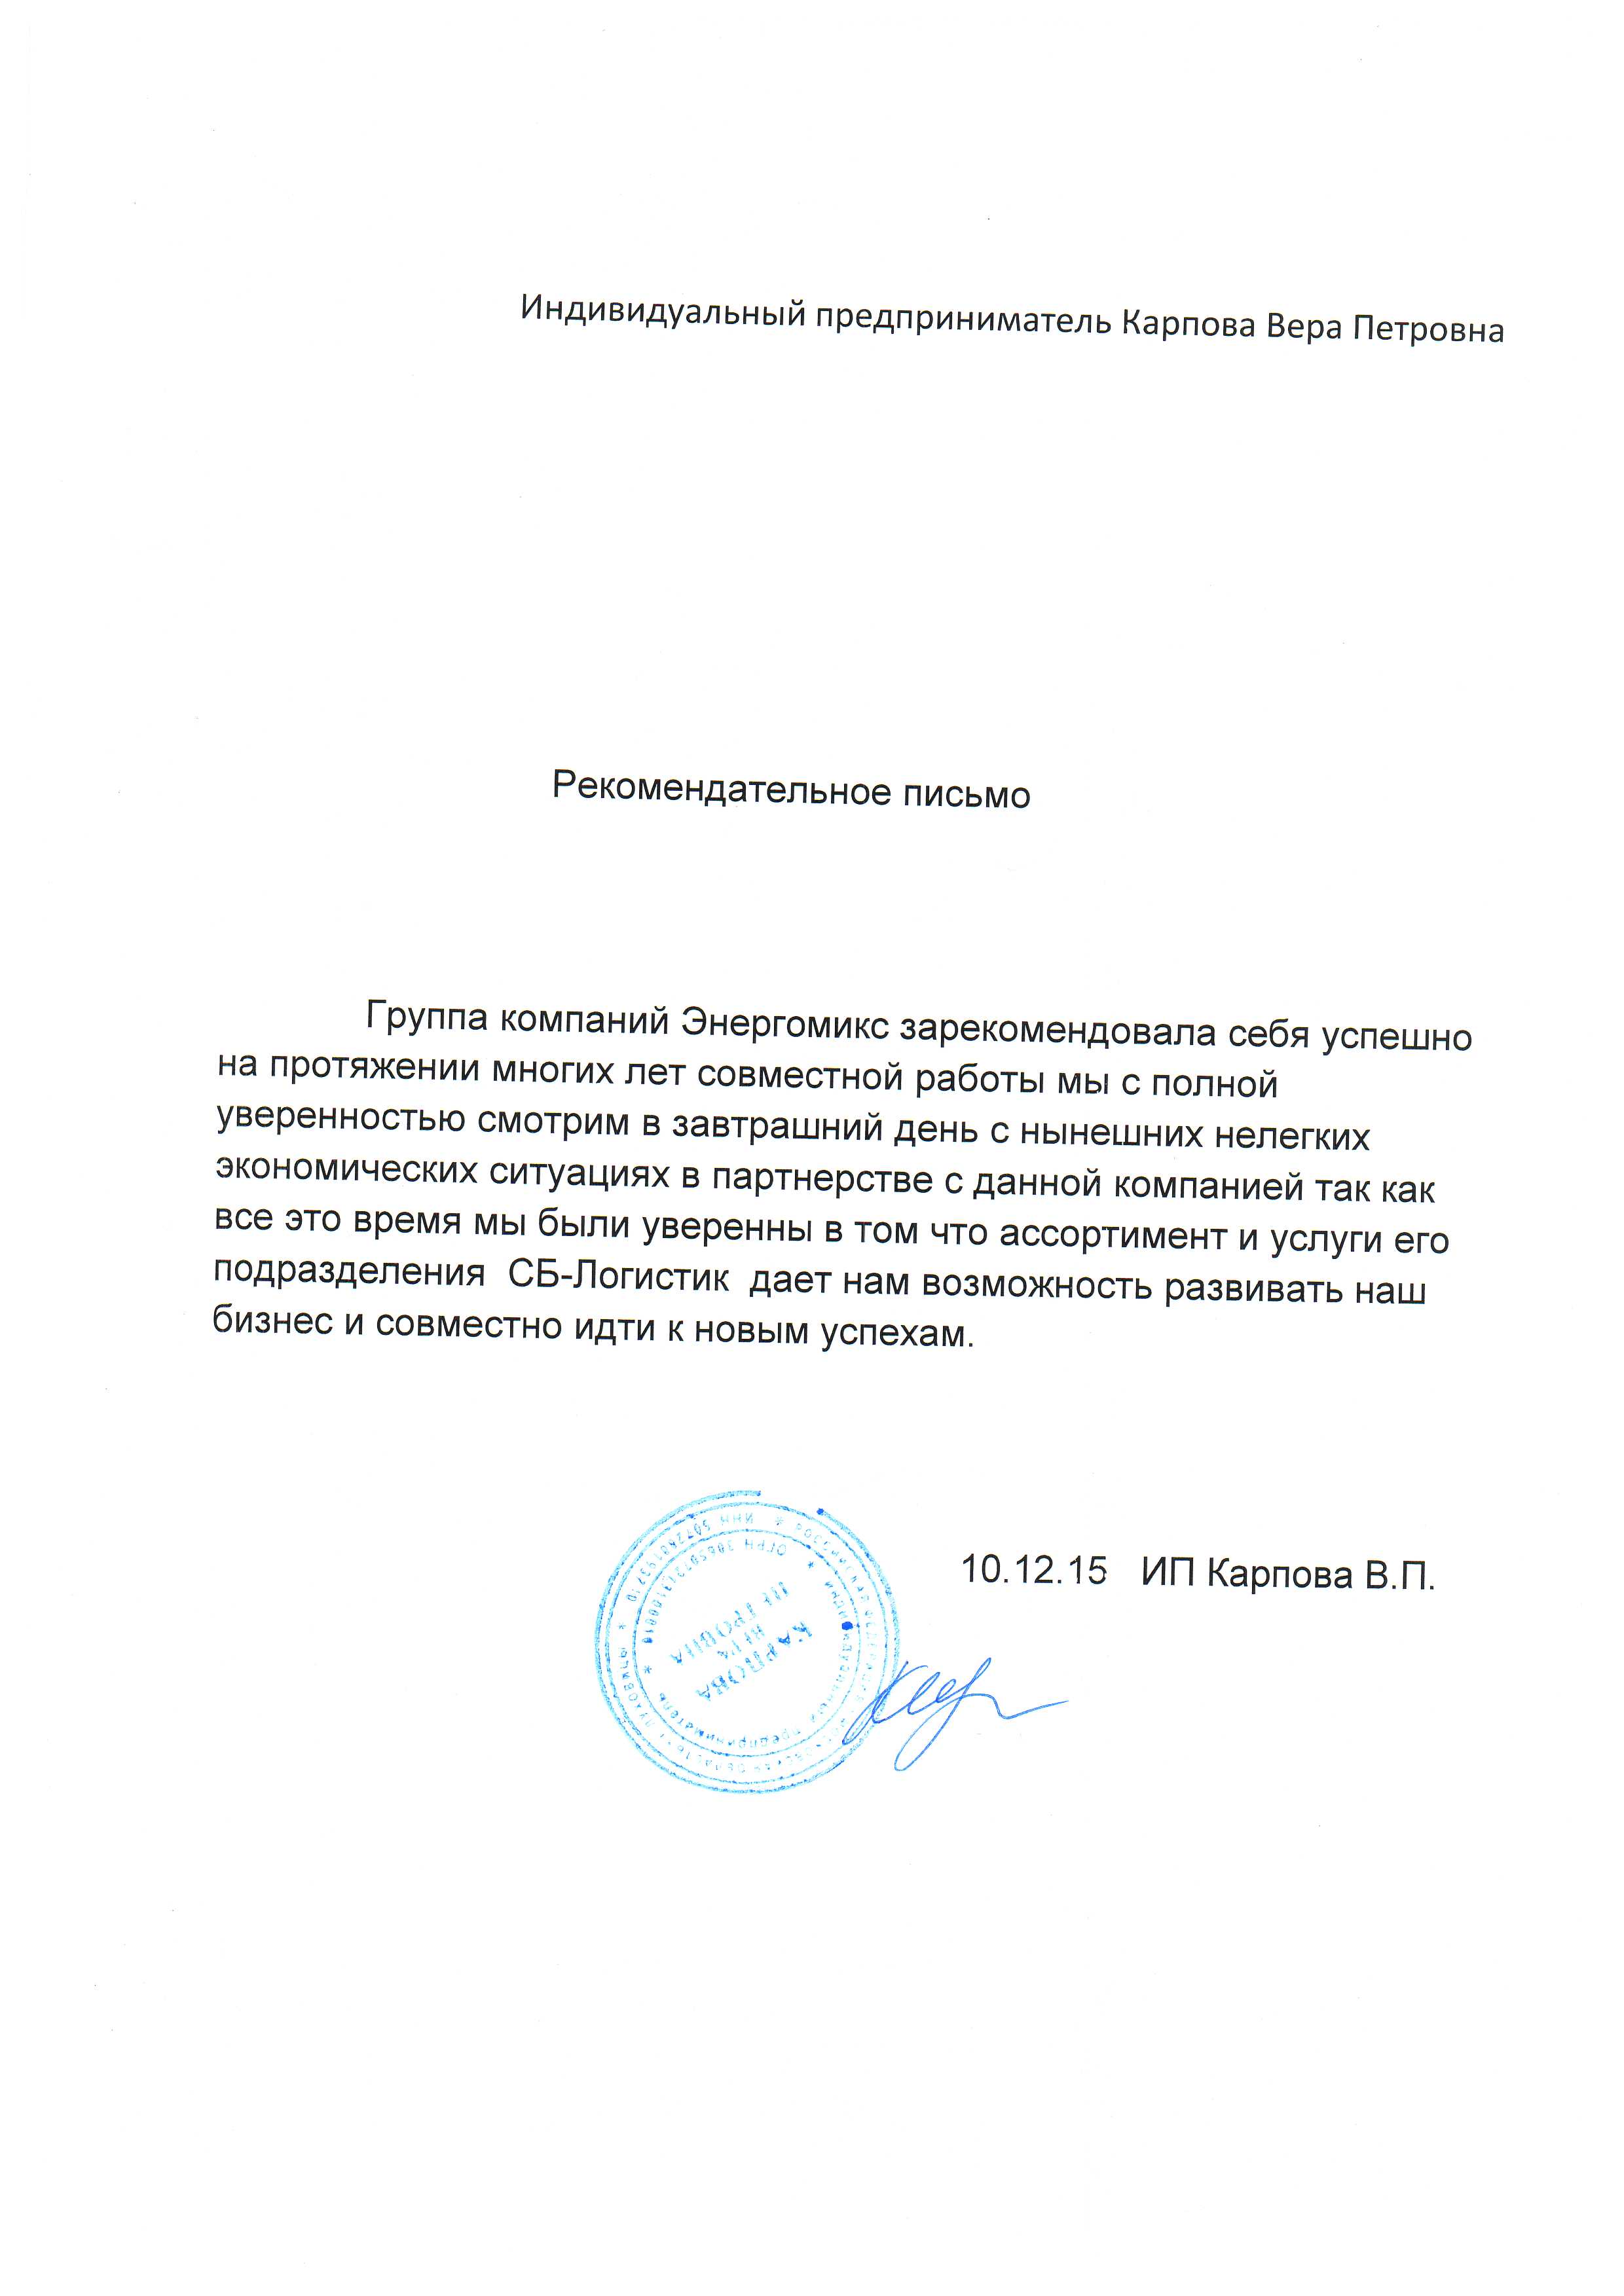 Индивидуальный предприниматель Карпова Вера Петровна
Рекомендательное письмо
Группа компаний Энергомикс зарекомендовала себя успешно
на протяжении многих лет совместной работы мы с полной
уверенностью смотрим в завтрашний день с нынешних нелегких
экономических ситуациях в партнерстве с данной компанией так как
все это время мы были уверенны в том что ассортимент и услуги его
подразделения СБ-Логистик дает нам возможность развивать наш
бизнес и совместно идти к новым успехам.
10.12.15 ИП Карпова В.П.
КАРПОВА
ВЕРА
ПЕТРОВНА
* индивидуальный предприниматель *
ОГРН
ИНН